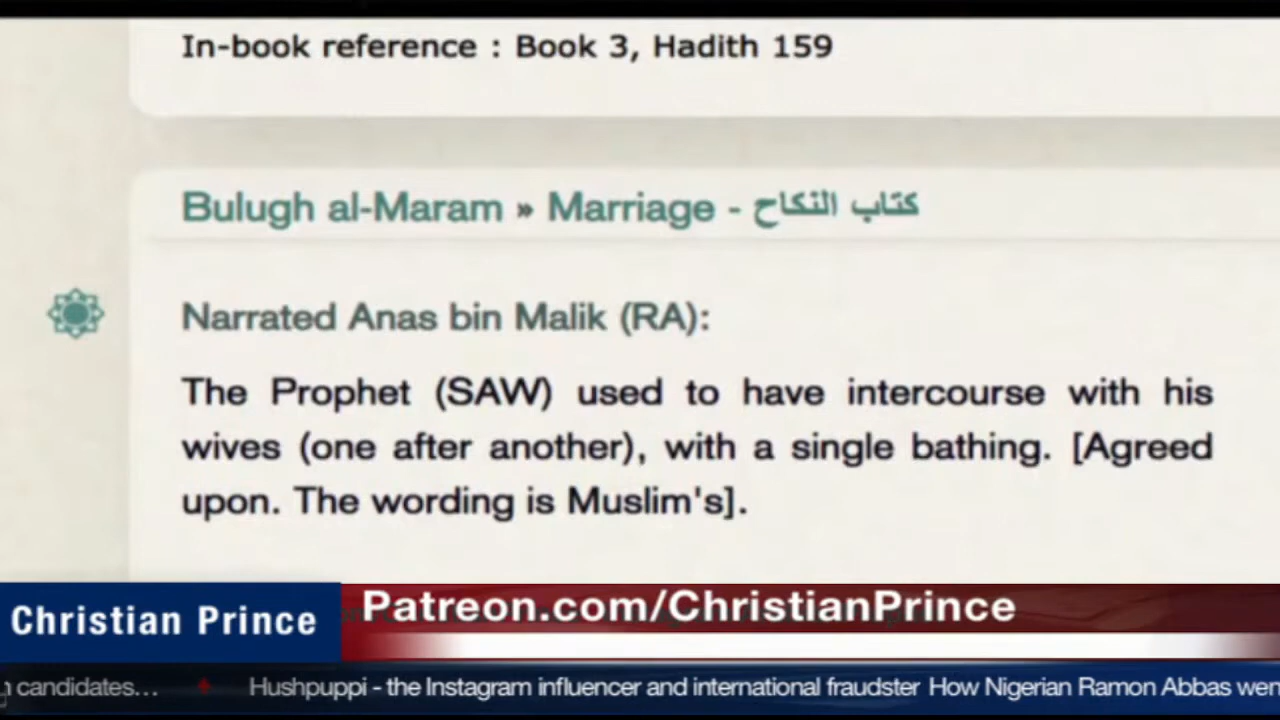 In-book reference : Book 3, Hadith 159
Bulugh al-Maram » Marriage - كتاب النكاح
Narrated Anas bin Malik (RA):
The Prophet (SAW) used to have intercourse with his
wives (one after another), with a single bathing. [Agreed
upon. The wording is Muslim's].
Christian Prince
Patreon.com/ChristianPrince
candidates... Hushpuppi - the Instagram influencer and international fraudster How Nigerian Ramon Abbas wen